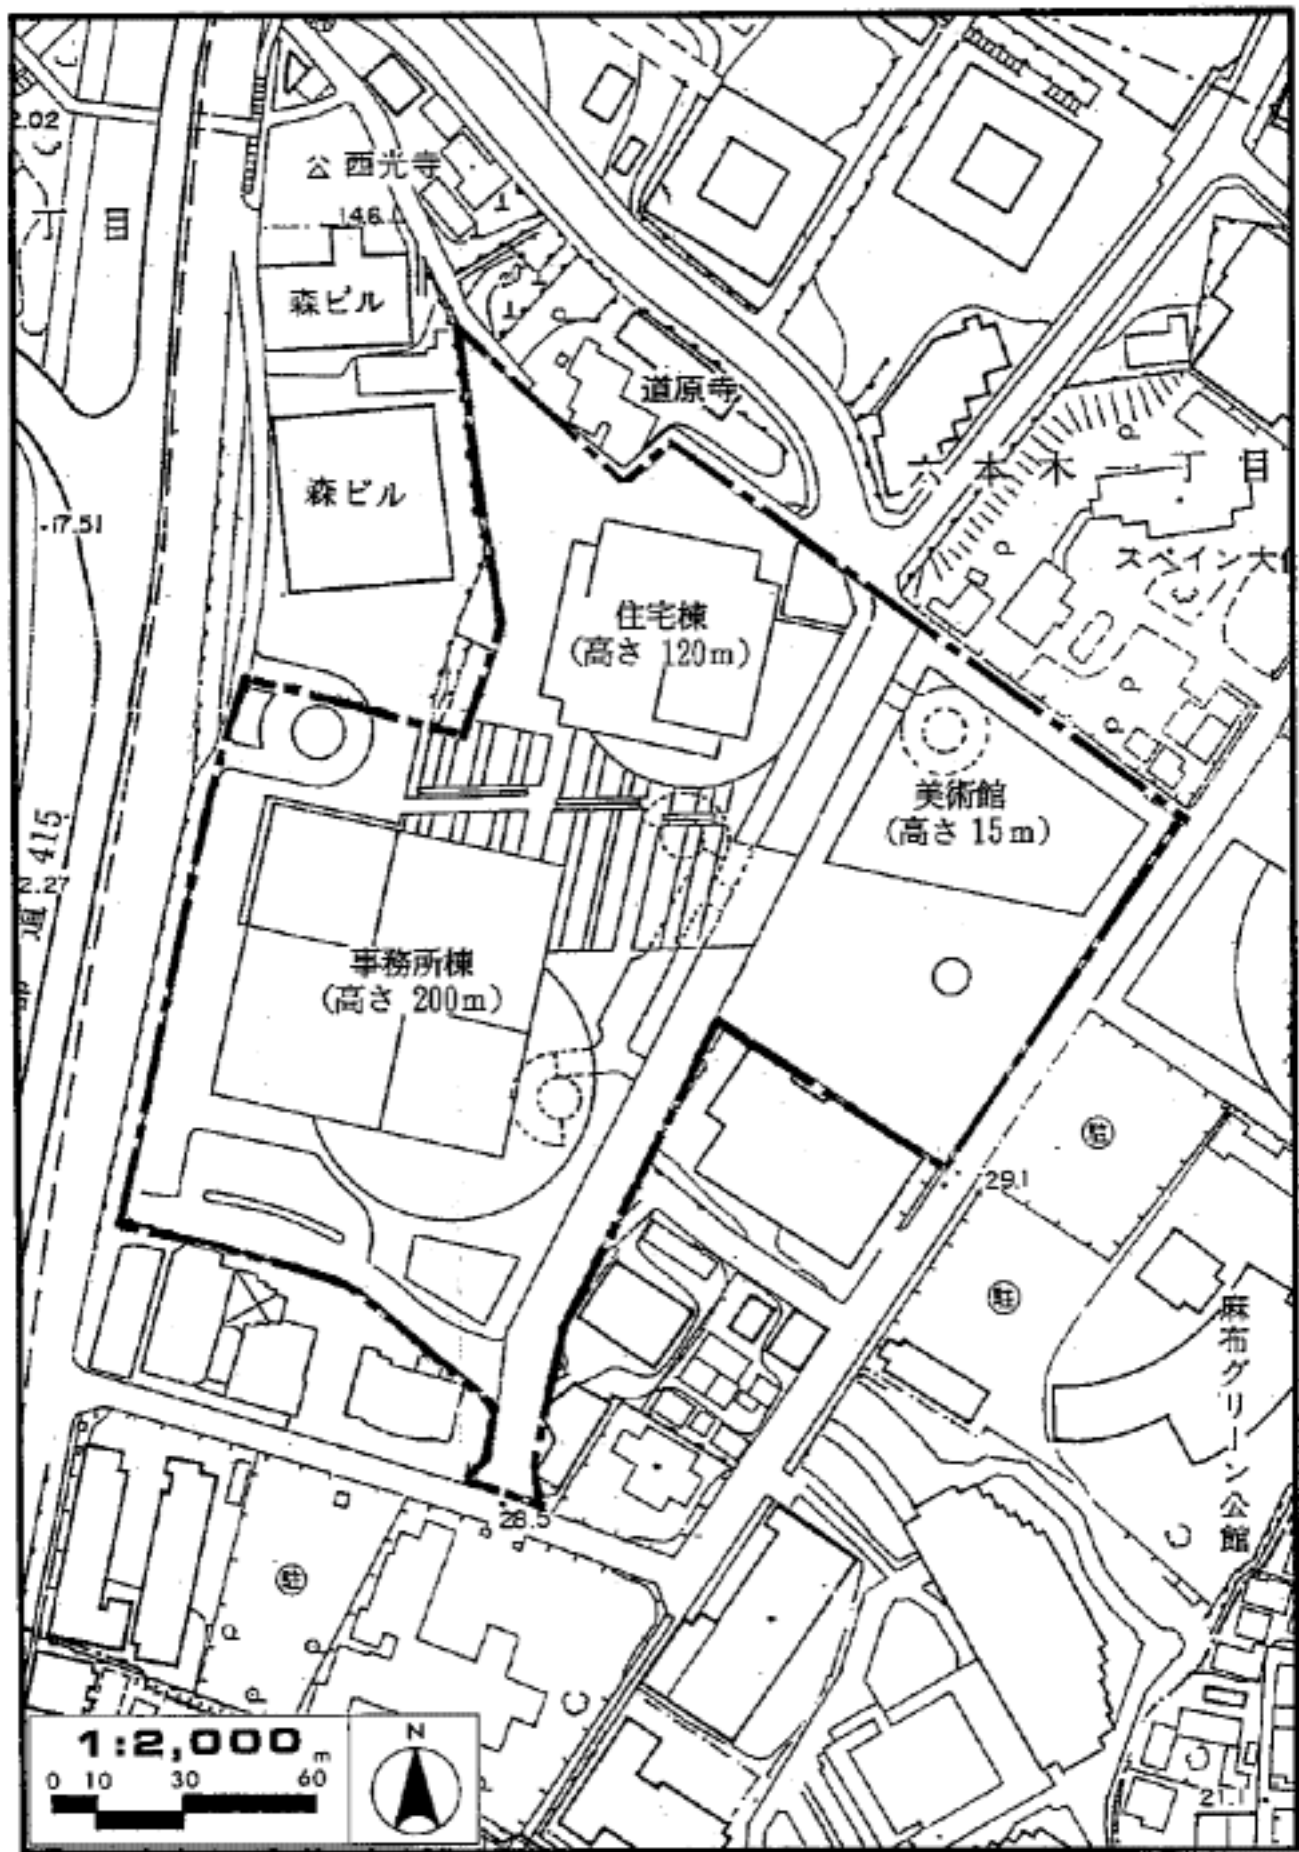 2.02
丁目
公 西光寺
14.6
森ビル
道原寺
森ビル
17.51
六本木一丁目
スペイン大
住宅棟
(高さ 120m)
美術館
(高さ 15m)
道 415
2.27
事務所棟
(高さ 200m)
駐
29.1
駐
麻布グリーン公館
28.5
駐
1:2,000
m
0 10 30 60
N
21.1